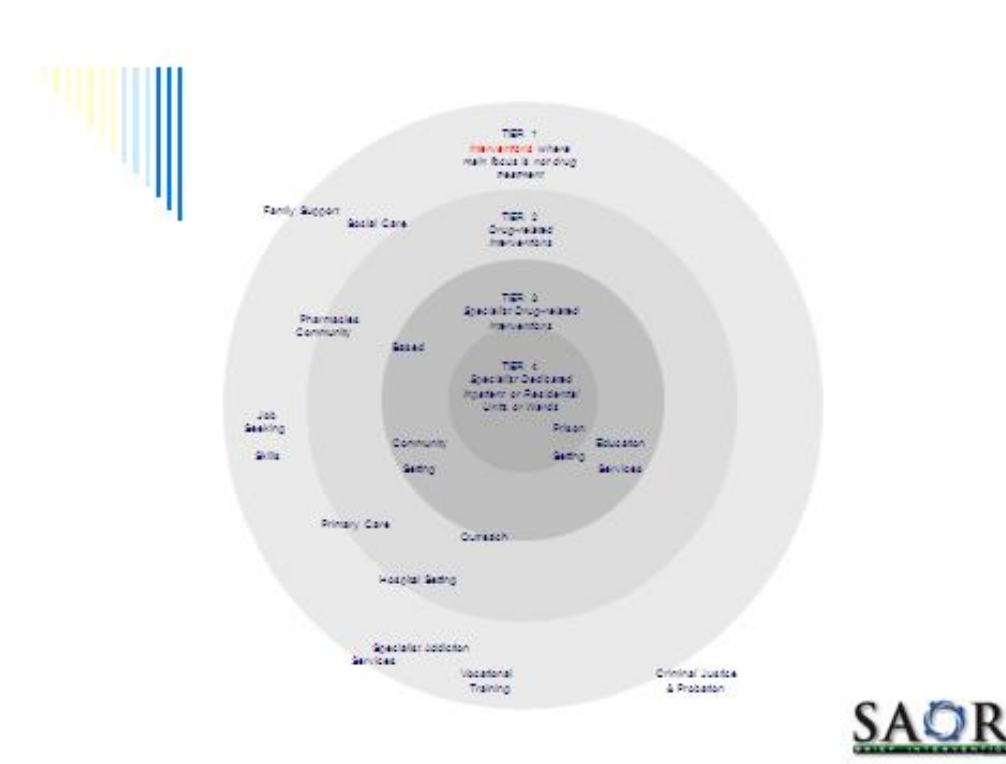 TIER 1
Interventions where
main focus is not drug
treatment
Family Support
Social Care
TIER 2
Drug-related
Interventions
TIER 3
Specialist Drug-related
Interventions
Pharmacies
Community
Based
TIER 4
Specialist Dedicated
Inpatient or Residential
Units or Wards
Job
Seeking
Skills
Prison
Setting
Community
Setting
Education
Services
Primary Care
Outreach
Hospital Setting
Specialist Addiction
Services
Vocational
Training
Criminal Justice
& Probation
SAOR
BRIEF INTERVENTIO